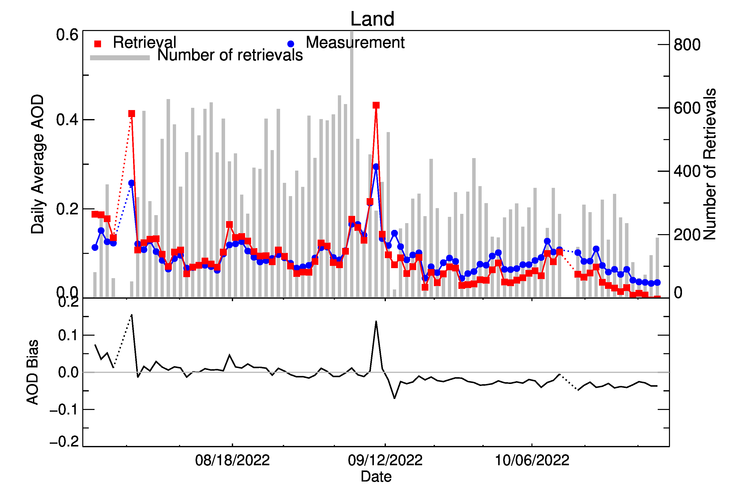 Land
Retrieval
Measurement
Number of retrievals
Daily Average AOD
0.6
0.4
0.2
0.0
Number of Retrievals
800
600
400
200
0
AOD Bias
0.2
0.1
0.0
−0.1
−0.2
08/18/2022
09/12/2022
10/06/2022
Date